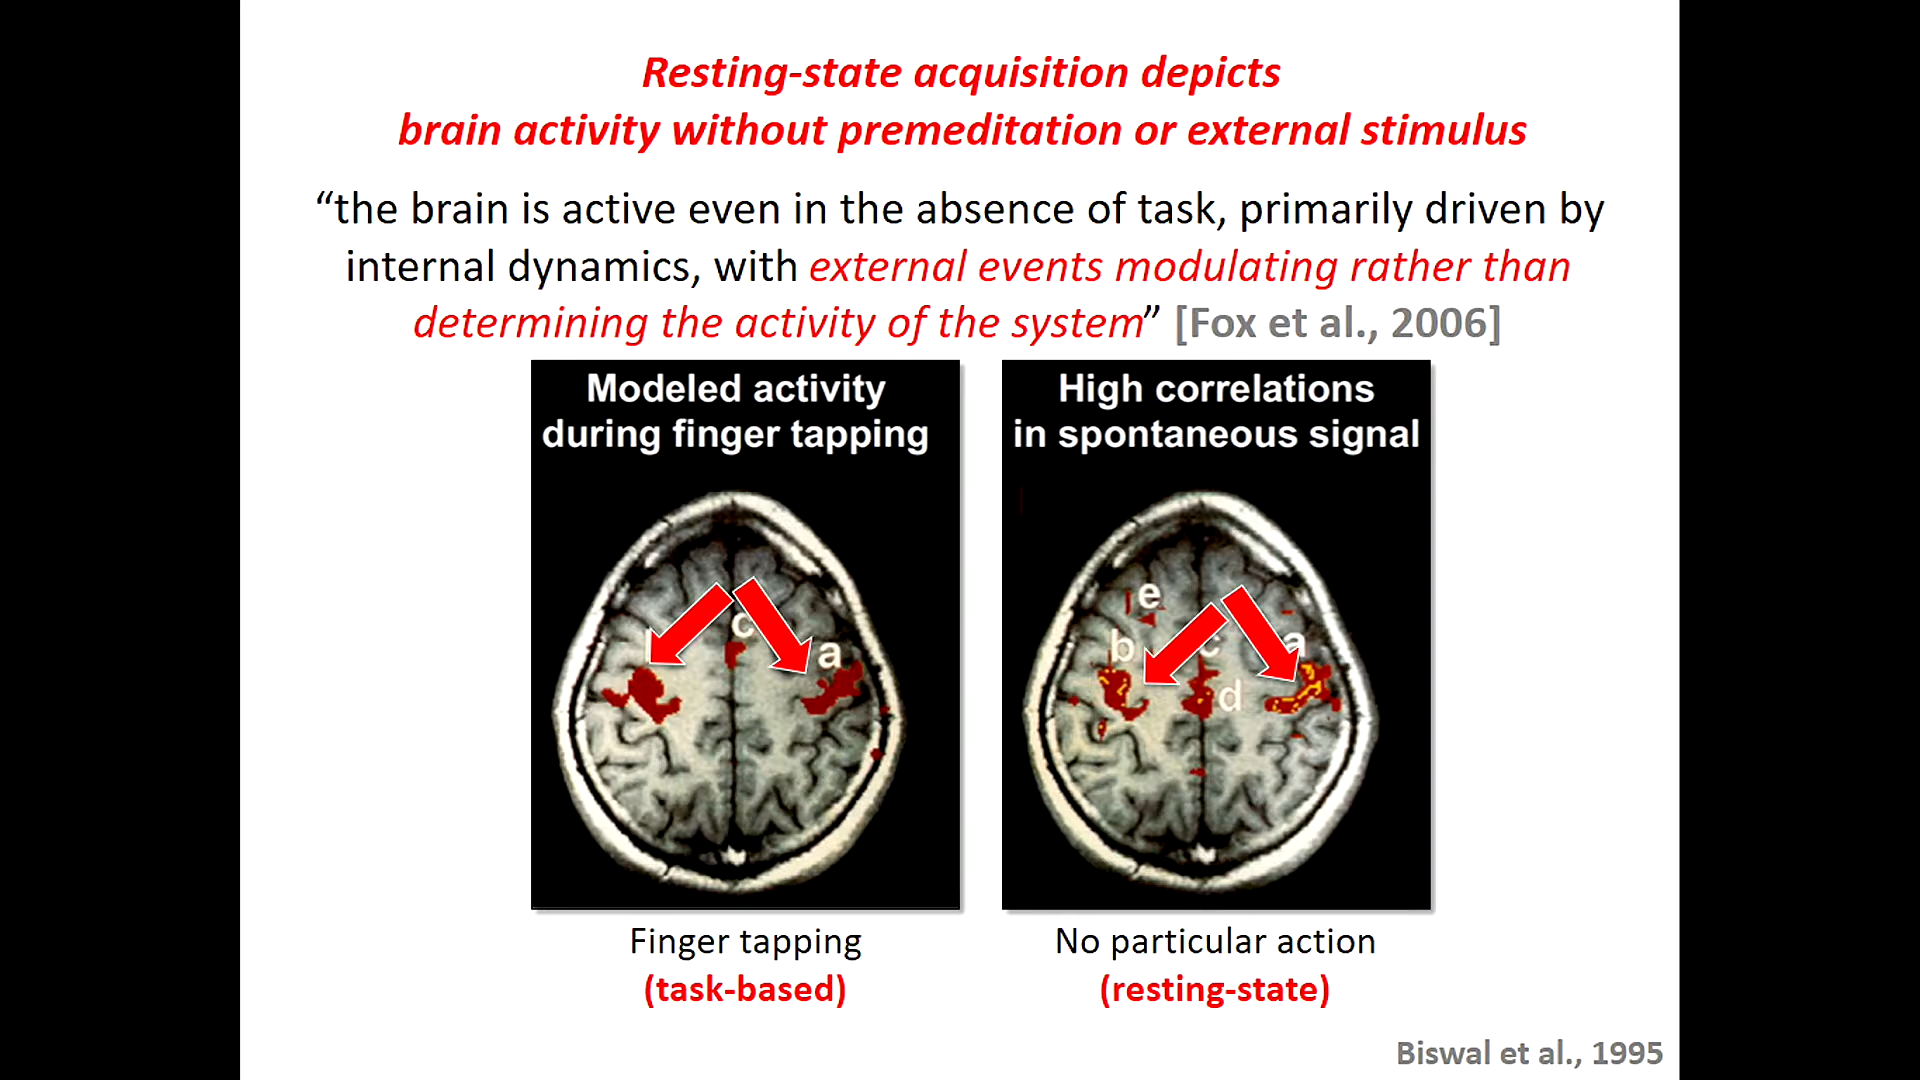 Resting-state acquisition depicts
brain activity without premeditation or external stimulus
“the brain is active even in the absence of task, primarily driven by
internal dynamics, with external events modulating rather than
determining the activity of the system” [Fox et al., 2006]
Modeled activity
during finger tapping
c
a
High correlations
in spontaneous signal
e
b
c
a
d
Finger tapping
(task-based)
No particular action
(resting-state)
Biswal et al., 1995